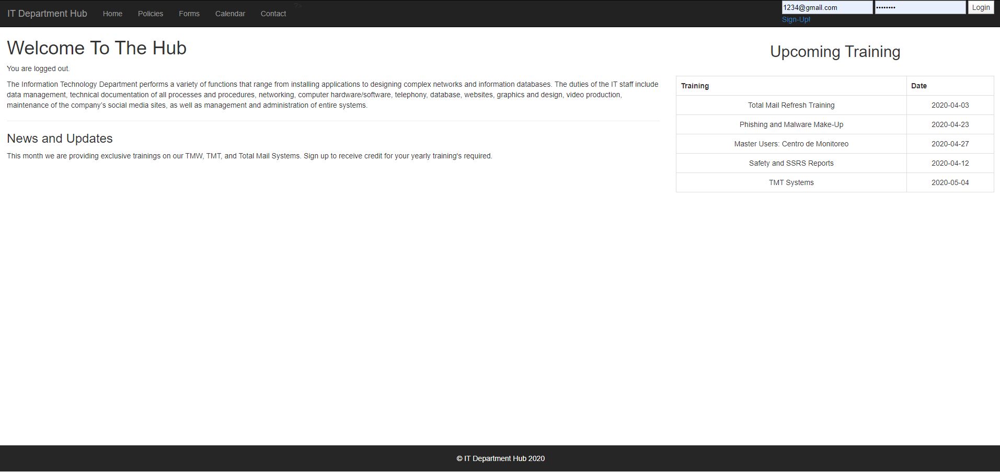 IT Department Hub Home Policies Forms Calendar Contact ?>
1234@gmail.com •••••••• Login
Sign-Up!
Welcome To The Hub
You are logged out.
The Information Technology Department performs a variety of functions that range from installing applications to designing complex networks and information databases. The duties of the IT staff include
data management, technical documentation of all processes and procedures, networking, computer hardware/software, telephony, database, websites, graphics and design, video production,
maintenance of the company's social media sites, as well as management and administration of entire systems.
News and Updates
This month we are providing exclusive trainings on our TMW, TMT, and Total Mail Systems. Sign up to receive credit for your yearly training's required.
Upcoming Training
Training Date
Total Mail Refresh Training 2020-04-03
Phishing and Malware Make-Up 2020-04-23
Master Users: Centro de Monitoreo 2020-04-27
Safety and SSRS Reports 2020-04-12
TMT Systems 2020-05-04
© IT Department Hub 2020